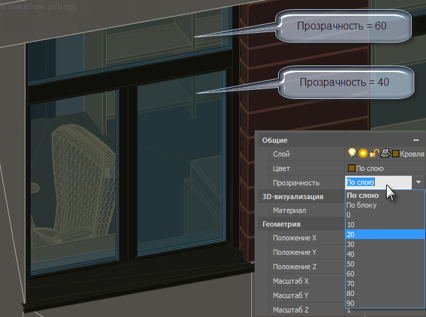 Прозрачность = 60
Прозрачность = 40
Общие
Слой Кровля
Цвет По слою
Прозрачность По слою
По слою
3D-визуализация
По блоку
Материал 0
10
Геометрия
20
Положение X 30
40
Положение Y 50
Положение Z 60
70
Масштаб X
80
Масштаб Y 90
Масштаб Z 1